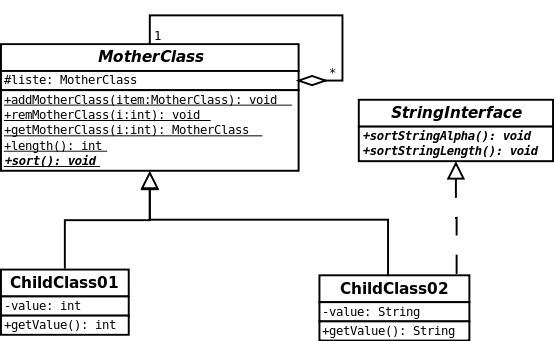 1
MotherClass
#liste: MotherClass
*
+addMotherClass(item:MotherClass): void
+remMotherClass(i:int): void
+getMotherClass(i:int): MotherClass
+length(): int
+sort(): void
StringInterface
+sortStringAlpha(): void
+sortStringLength(): void
ChildClass01
-value: int
+getValue(): int
ChildClass02
-value: String
+getValue(): String